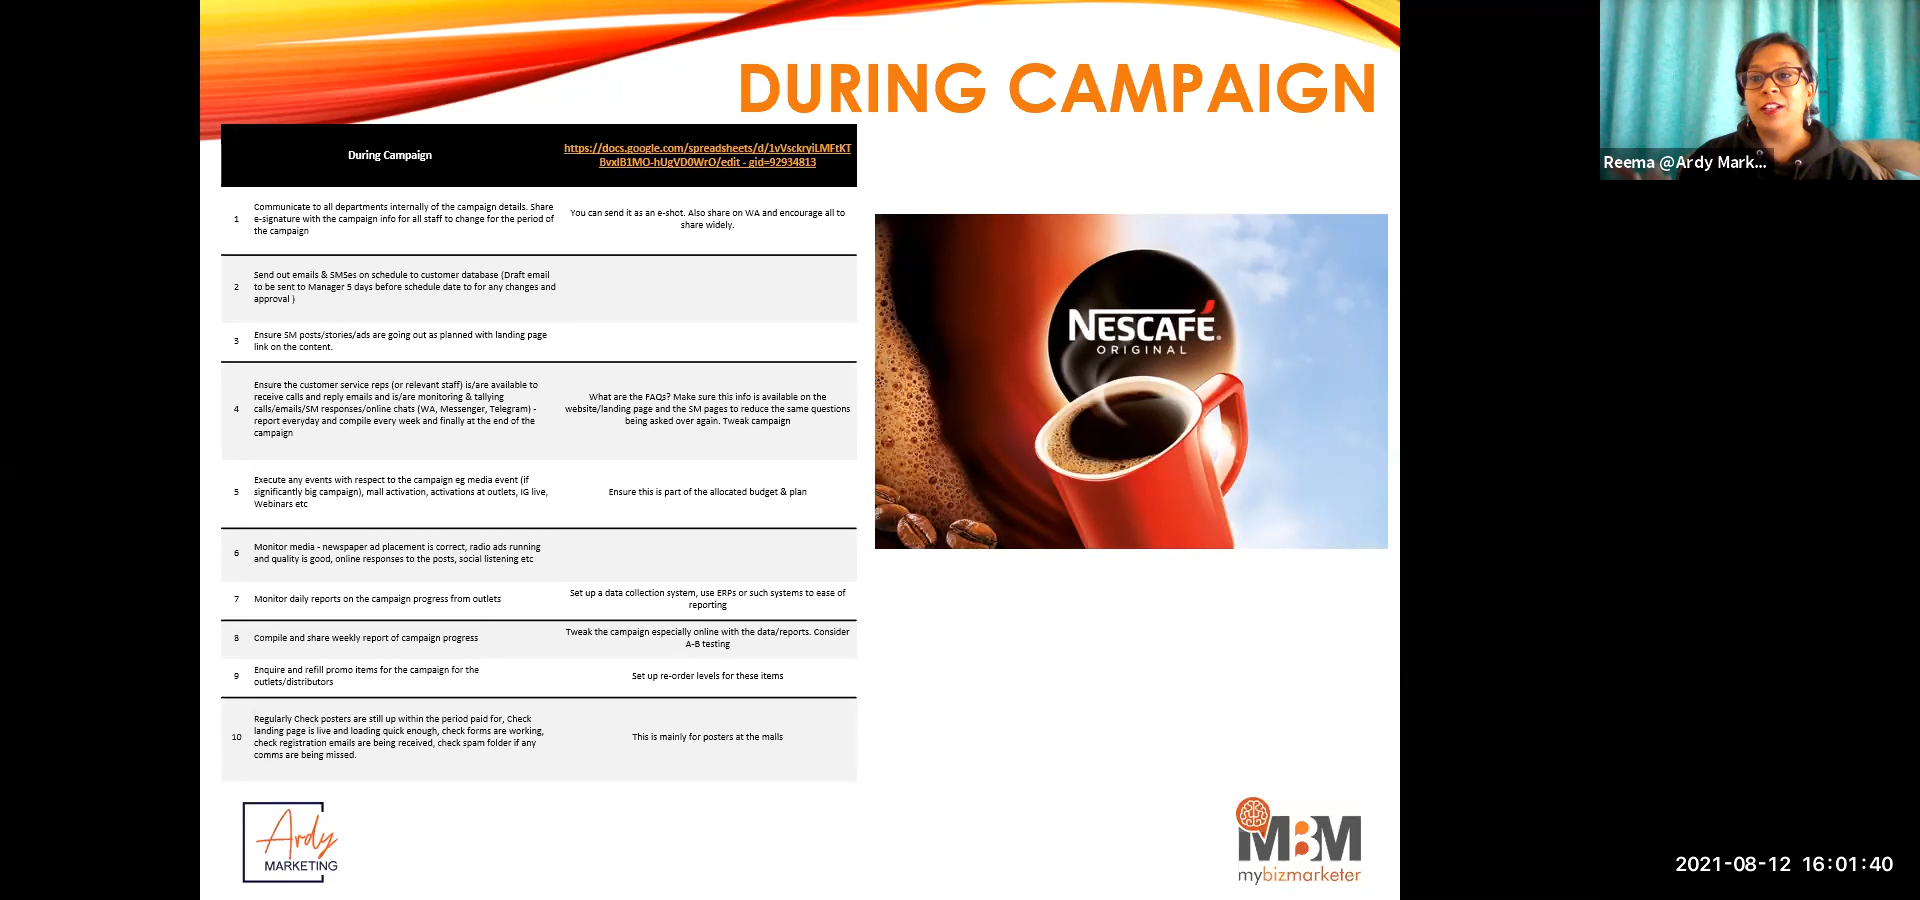 DURING CAMPAIGN
During Campaign
https://docs.google.com/spreadsheets/d/1vVsckryiLMFtKT
BvxIB1MO-hUgVD0WrO/edit - gid=92934813
1
Communicate to all departments internally of the campaign details. Share
e-signature with the campaign info for all staff to change for the period of
the campaign
You can send it as an e-shot. Also share on WA and encourage all to
share widely.
2
Send out emails & SMSes on schedule to customer database (Draft email
to be sent to Manager 5 days before schedule date to for any changes and
approval )
3
Ensure SM posts/stories/ads are going out as planned with landing page
link on the content.
4
Ensure the customer service reps (or relevant staff) is/are available to
receive calls and reply emails and is/are monitoring & tallying
calls/emails/SM responses/online chats (WA, Messenger, Telegram) -
report everyday and compile every week and finally at the end of the
campaign
What are the FAQs? Make sure this info is available on the
website/landing page and the SM pages to reduce the same questions
being asked over again. Tweak campaign
5
Execute any events with respect to the campaign eg media event (if
significantly big campaign), mall activation, activations at outlets, IG live,
Webinars etc
Ensure this is part of the allocated budget & plan
6
Monitor media - newspaper ad placement is correct, radio ads running
and quality is good, online responses to the posts, social listening etc
7
Monitor daily reports on the campaign progress from outlets
Set up a data collection system, use ERPs or such systems to ease of
reporting
8
Compile and share weekly report of campaign progress
Tweak the campaign especially online with the data/reports. Consider
A-B testing
9
Enquire and refill promo items for the campaign for the
outlets/distributors
Set up re-order levels for these items
10
Regularly Check posters are still up within the period paid for, Check
landing page is live and loading quick enough, check forms are working,
check registration emails are being received, check spam folder if any
comms are being missed.
This is mainly for posters at the malls
NESCAFÉ®
ORIGINAL
Ardy
MARKETING
MBM
mybizmarketer
Reema @Ardy Mark...
2021-08-12 16:01:40